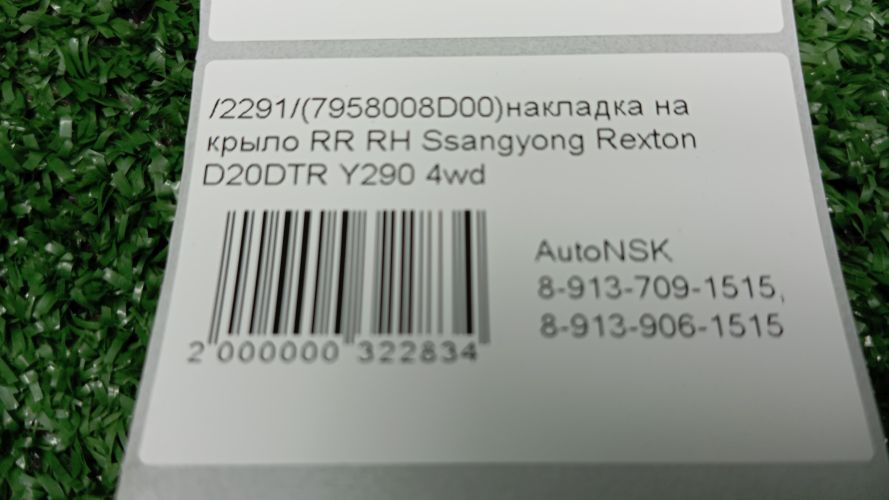 /2291/(7958008D00)накладка на
крыло RR RH Ssangyong Rexton
D20DTR Y290 4wd
AutoNSK
8-913-709-1515,
8-913-906-1515
2 000000 322834